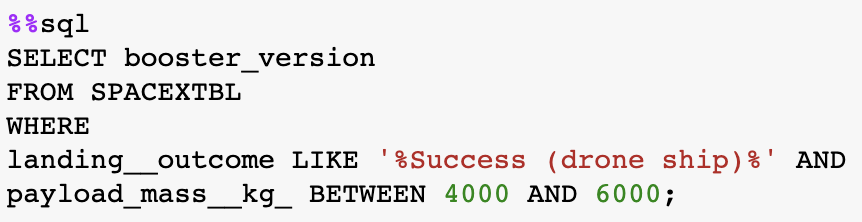 %%sql
SELECT booster_version
FROM SPACEXTBL
WHERE
landing__outcome LIKE '%Success (drone ship)%' AND
payload_mass__kg_ BETWEEN 4000 AND 6000;